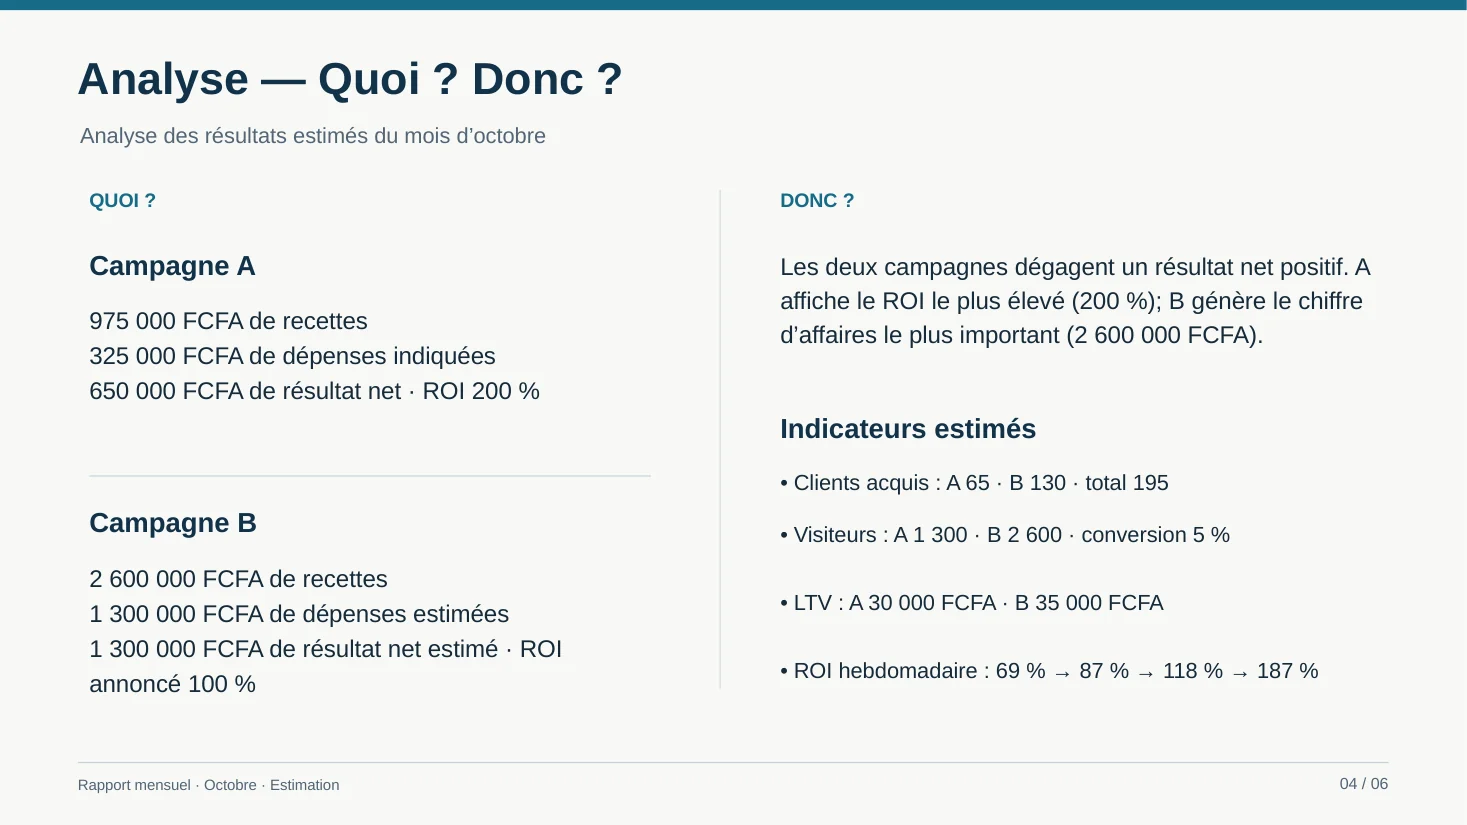 Analyse — Quoi ? Donc ?
Analyse des résultats estimés du mois d’octobre
QUOI ?
Campagne A
975 000 FCFA de recettes
325 000 FCFA de dépenses indiquées
650 000 FCFA de résultat net · ROI 200 %
Campagne B
2 600 000 FCFA de recettes
1 300 000 FCFA de dépenses estimées
1 300 000 FCFA de résultat net estimé · ROI
annoncé 100 %
DONC ?
Les deux campagnes dégagent un résultat net positif. A
affiche le ROI le plus élevé (200 %); B génère le chiffre
d’affaires le plus important (2 600 000 FCFA).
Indicateurs estimés
• Clients acquis : A 65 · B 130 · total 195
• Visiteurs : A 1 300 · B 2 600 · conversion 5 %
• LTV : A 30 000 FCFA · B 35 000 FCFA
• ROI hebdomadaire : 69 % → 87 % → 118 % → 187 %
Rapport mensuel · Octobre · Estimation
04 / 06